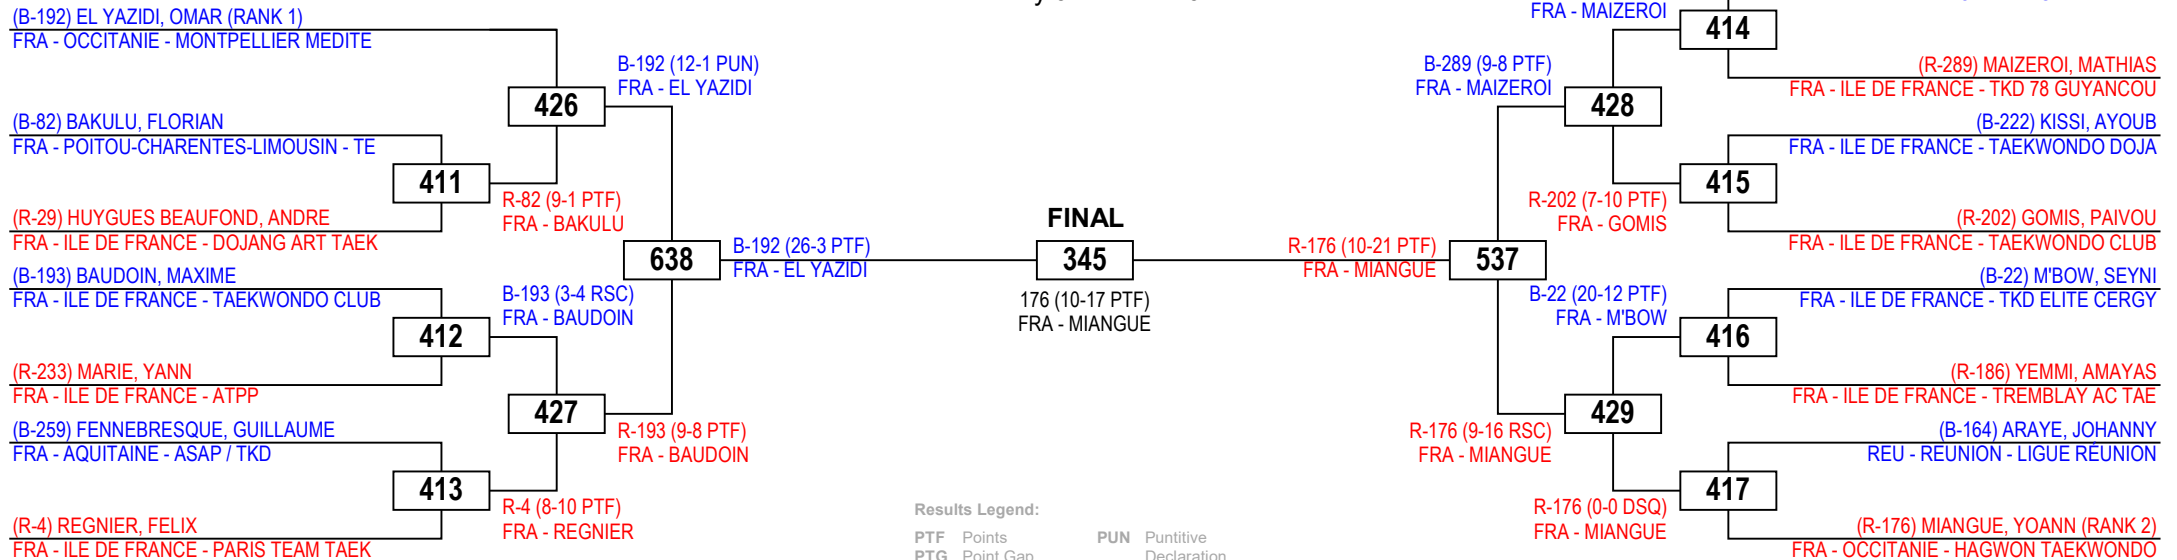 (B-192) EL YAZIDI, OMAR (RANK 1)
FRA - OCCITANIE - MONTPELLIER MEDITE
(B-82) BAKULU, FLORIAN
FRA - POITOU-CHARENTES-LIMOUSIN - TE
(R-29) HUYGUES BEAUFOND, ANDRE
FRA - ILE DE FRANCE - DOJANG ART TAEK
(B-193) BAUDOIN, MAXIME
FRA - ILE DE FRANCE - TAEKWONDO CLUB
(R-233) MARIE, YANN
FRA - ILE DE FRANCE - ATPP
(B-259) FENNEBRESQUE, GUILLAUME
FRA - AQUITAINE - ASAP / TKD
(R-4) REGNIER, FELIX
FRA - ILE DE FRANCE - PARIS TEAM TAEK
411
412
413
R-82 (9-1 PTF)
FRA - BAKULU
B-193 (3-4 RSC)
FRA - BAUDOIN
R-4 (8-10 PTF)
FRA - REGNIER
426
427
B-192 (12-1 PUN)
FRA - EL YAZIDI
R-193 (9-8 PTF)
FRA - BAUDOIN
638
B-192 (26-3 PTF)
FRA - EL YAZIDI
FINAL
345
176 (10-17 PTF)
FRA - MIANGUE
Results Legend:
PTF Points
PUN Puntitive
PTG Point Gap
Declaration
R-176 (10-21 PTF)
FRA - MIANGUE
537
B-289 (9-8 PTF)
FRA - MAIZEROI
R-176 (9-16 RSC)
FRA - MIANGUE
428
429
FRA - MAIZEROI
R-202 (7-10 PTF)
FRA - GOMIS
B-22 (20-12 PTF)
FRA - M'BOW
R-176 (0-0 DSQ)
FRA - MIANGUE
414
415
416
417
(R-289) MAIZEROI, MATHIAS
FRA - ILE DE FRANCE - TKD 78 GUYANCOU
(B-222) KISSI, AYOUB
FRA - ILE DE FRANCE - TAEKWONDO DOJA
(R-202) GOMIS, PAIVOU
FRA - ILE DE FRANCE - TAEKWONDO CLUB
(B-22) M'BOW, SEYNI
FRA - ILE DE FRANCE - TKD ELITE CERGY
(R-186) YEMMI, AMAYAS
FRA - ILE DE FRANCE - TREMBLAY AC TAE
(B-164) ARAYE, JOHANNY
REU - RÉUNION - LIGUE RÉUNION
(R-176) MIANGUE, YOANN (RANK 2)
FRA - OCCITANIE - HAGWON TAEKWONDO